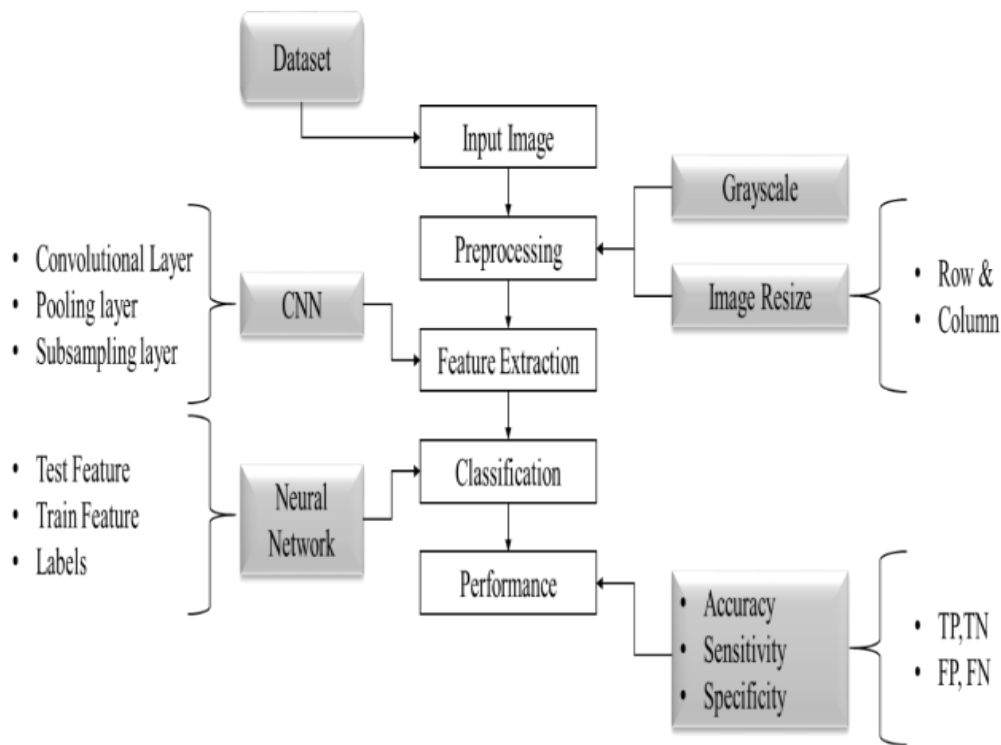 Dataset
Input Image
Grayscale
Preprocessing
• Convolutional Layer
• Pooling layer
• Subsampling layer
CNN
Image Resize
• Row &
• Column
Feature Extraction
• Test Feature
• Train Feature
• Labels
Neural
Network
Classification
Performance
• Accuracy
• Sensitivity
• Specificity
• TP,TN
• FP, FN